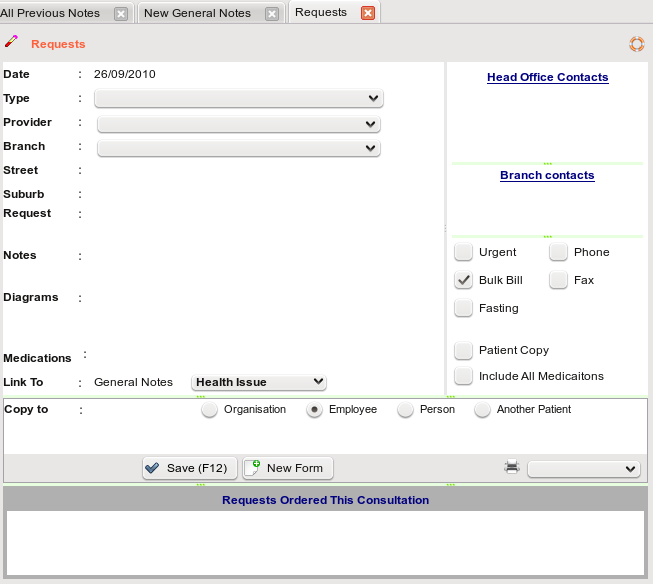 All Previous Notes New General Notes Requests
Requests
Date : 26/09/2010
Type :
Provider :
Branch :
Street :
Suburb :
Request :
Notes :
Diagrams :
Medications :
Link To : General Notes Health Issue
Head Office Contacts
Branch contacts
Urgent Phone
Bulk Bill Fax
Fasting
Patient Copy
Include All Medicaitons
Copy to : Organisation Employee Person Another Patient
Save (F12) New Form
Requests Ordered This Consultation